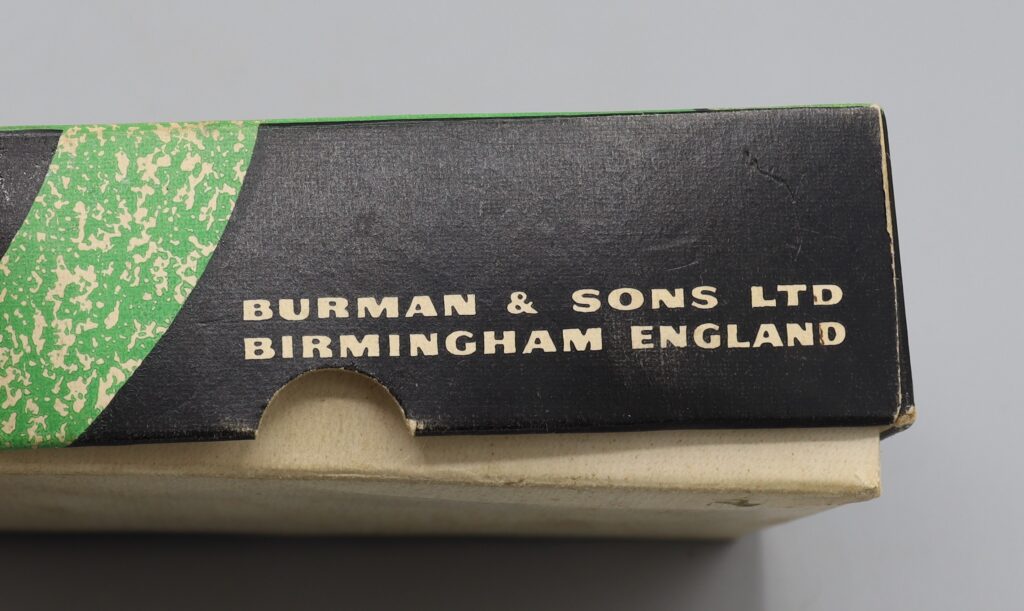 BURMAN & SONS LTD
BIRMINGHAM ENGLAND